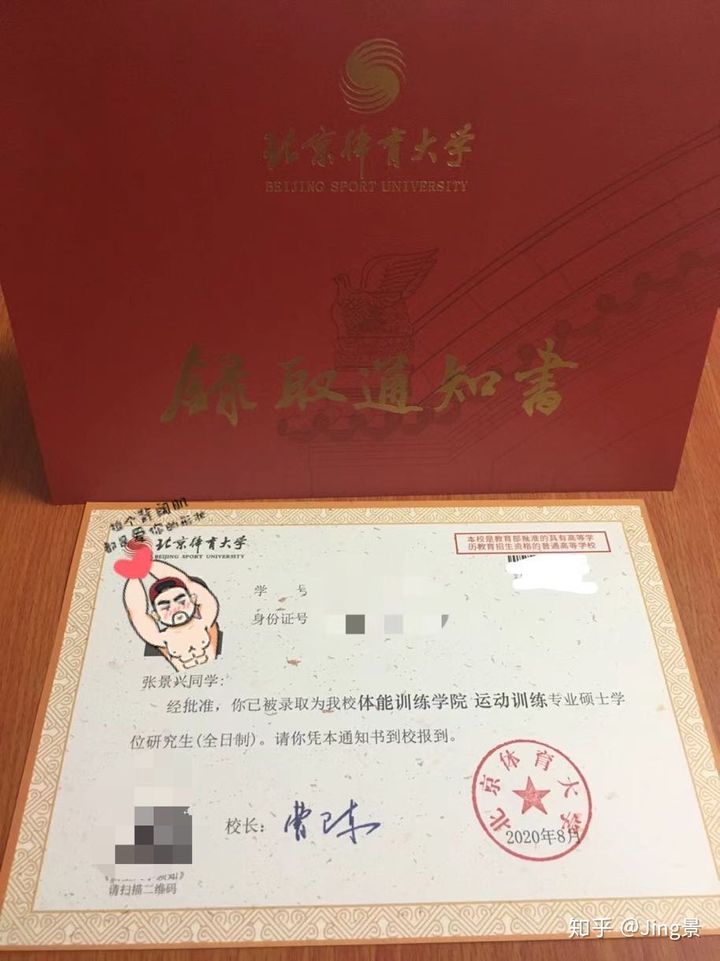 北京体育大学
BEIJING SPORT UNIVERSITY
录取通知书
都是爱你的形状
北京体育大学
BEIJING SPORT UNIVERSITY
本校是教育部批准的具有高等学
历教育招生资格的普通高等学校
学 号
身份证号
张景兴同学:
经批准，你已被录取为我校体能训练学院 运动训练专业硕士学
位研究生(全日制)。请你凭本通知书到校报到。
校长：
北京体育大学
2020年8月
请扫描二维码
知乎 @Jing景